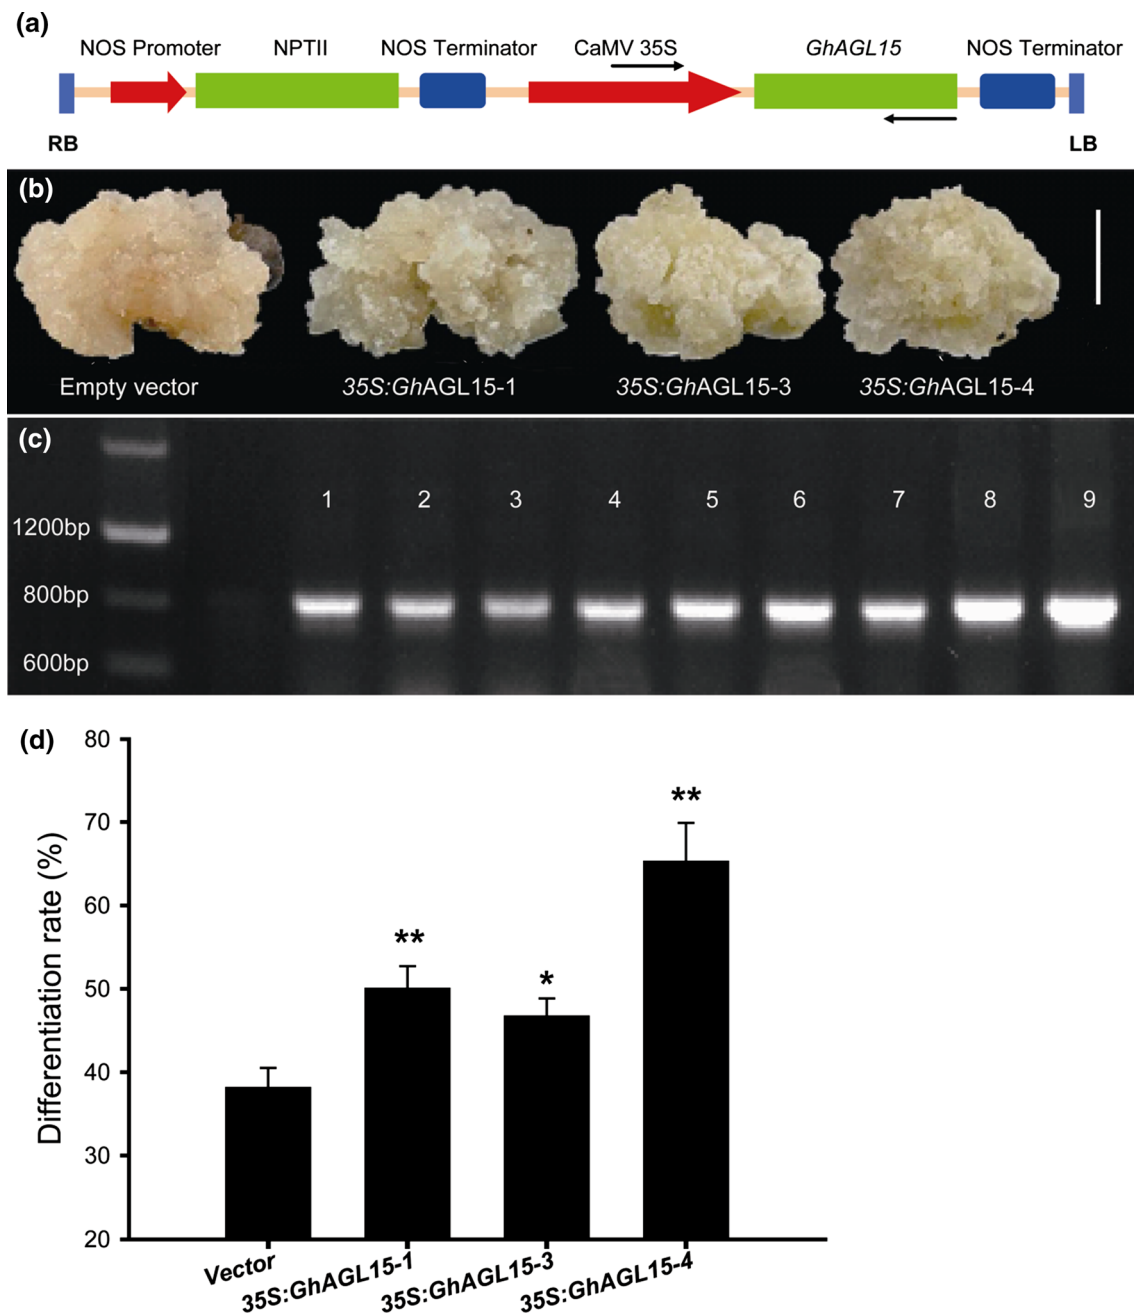 (a)
NOS Promoter NPTII NOS Terminator CaMV 35S GhAGL15 NOS Terminator
RB LB
(b)
Empty vector 35S:GhAGL15-1 35S:GhAGL15-3 35S:GhAGL15-4
(c)
1 2 3 4 5 6 7 8 9
1200bp
800bp
600bp
(d)
Differentiation rate (%)
80
70
60
50
40
30
20
**
*
**
Vector 35S:GhAGL15-1 35S:GhAGL15-3 35S:GhAGL15-4